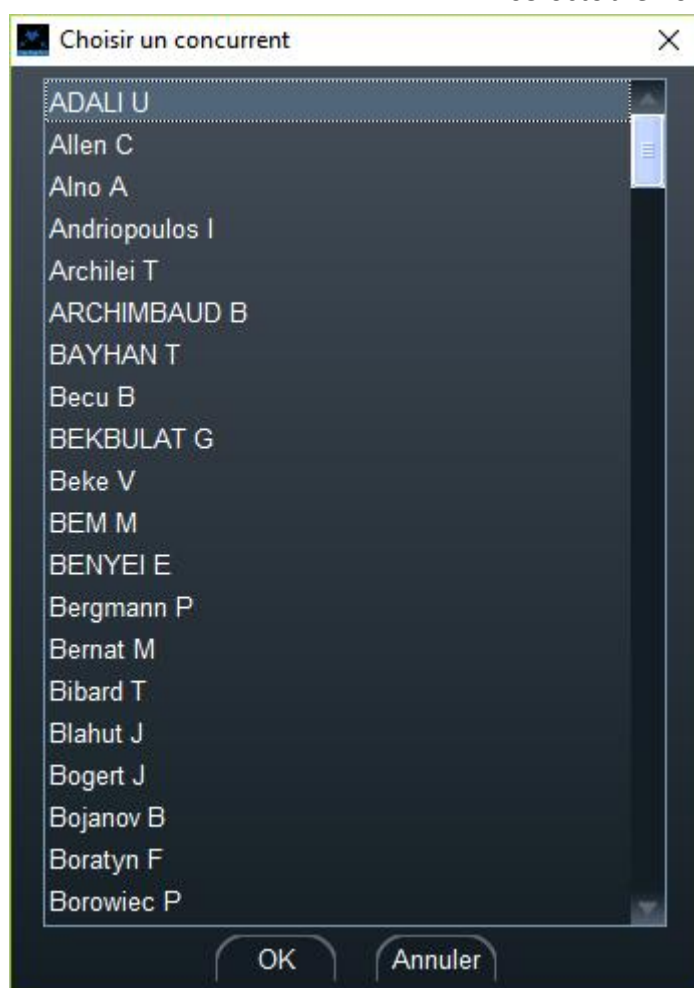 Choisir un concurrent
ADALI U
Allen C
Alno A
Andriopoulos I
Archilei T
ARCHIMBAUD B
BAYHAN T
Becu B
BEKBULAT G
Beke V
BEM M
BENYEI E
Bergmann P
Bernat M
Bibard T
Blahut J
Bogert J
Bojanov B
Boratyn F
Borowiec P
OK Annuler